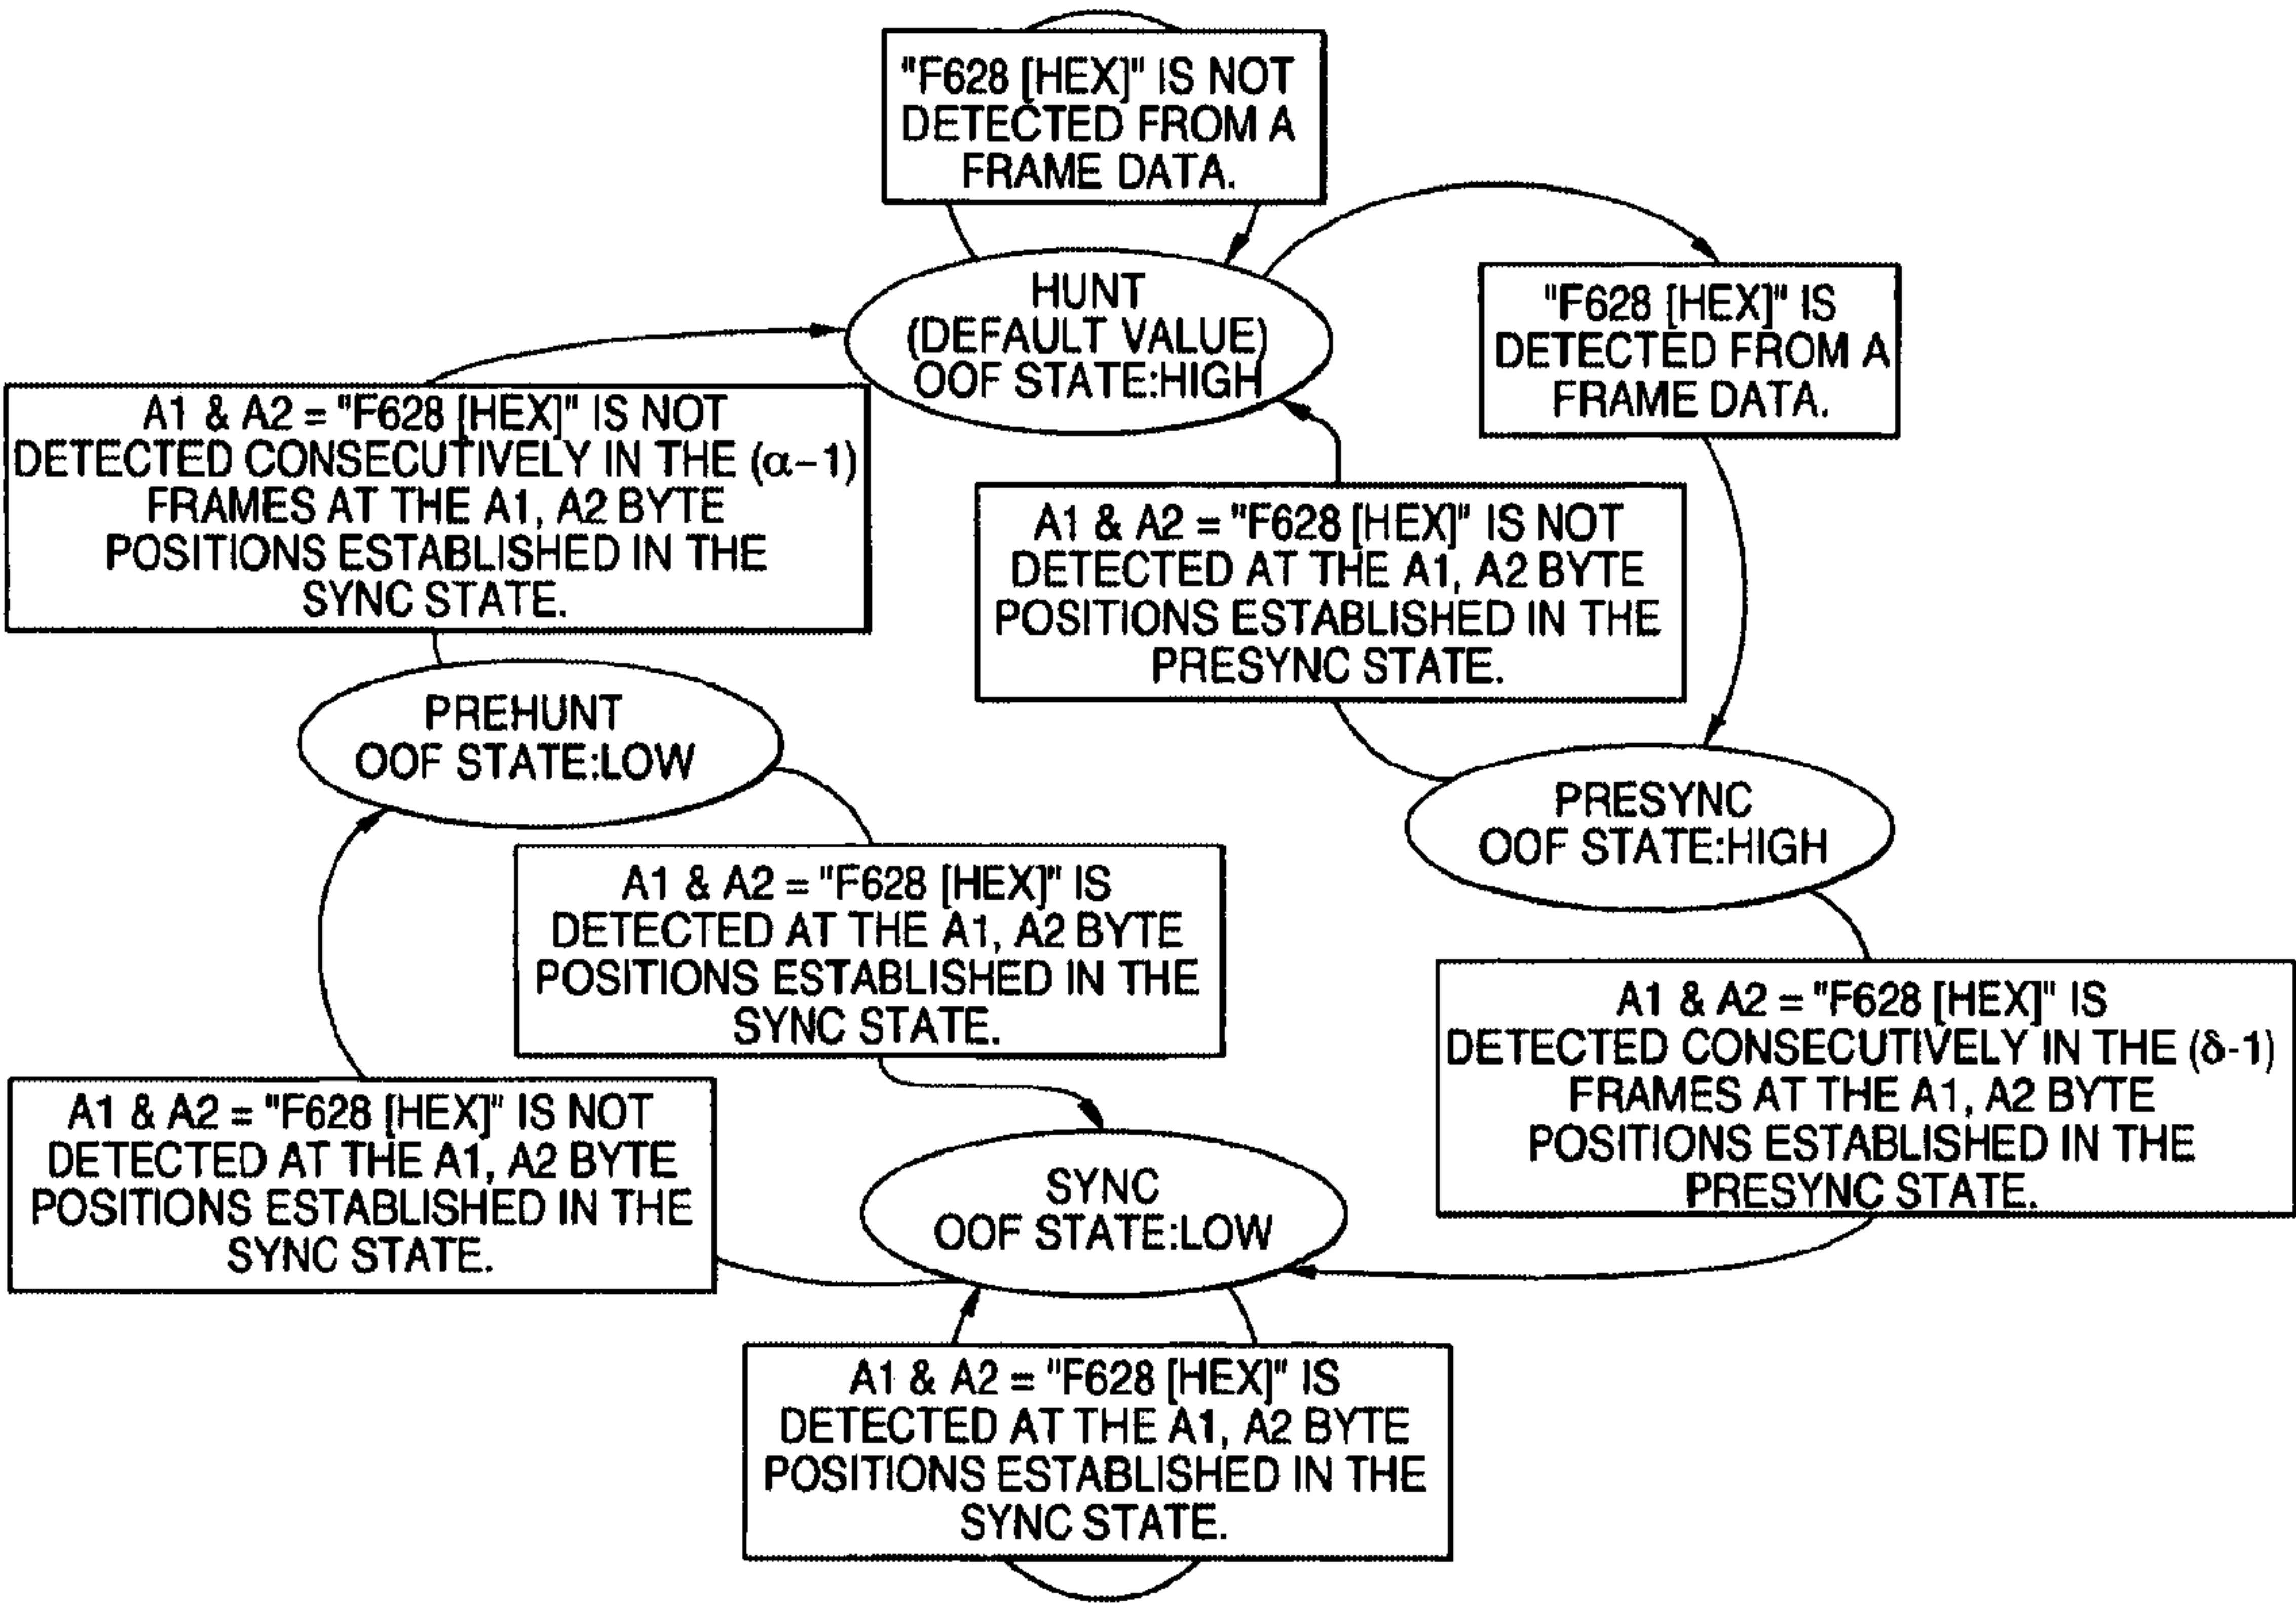 "F628 [HEX]" IS NOT
DETECTED FROM A
FRAME DATA.
HUNT
(DEFAULT VALUE)
OOF STATE:HIGH
"F628 [HEX]" IS
DETECTED FROM A
FRAME DATA.
A1 & A2 = "F628 [HEX]" IS NOT
DETECTED CONSECUTIVELY IN THE (α−1)
FRAMES AT THE A1, A2 BYTE
POSITIONS ESTABLISHED IN THE
SYNC STATE.
A1 & A2 = "F628 [HEX]" IS NOT
DETECTED AT THE A1, A2 BYTE
POSITIONS ESTABLISHED IN THE
PRESYNC STATE.
PREHUNT
OOF STATE:LOW
PRESYNC
OOF STATE:HIGH
A1 & A2 = "F628 [HEX]" IS
DETECTED AT THE A1, A2 BYTE
POSITIONS ESTABLISHED IN THE
SYNC STATE.
A1 & A2 = "F628 [HEX]" IS
DETECTED CONSECUTIVELY IN THE (δ-1)
FRAMES AT THE A1, A2 BYTE
POSITIONS ESTABLISHED IN THE
PRESYNC STATE.
A1 & A2 = "F628 [HEX]" IS NOT
DETECTED AT THE A1, A2 BYTE
POSITIONS ESTABLISHED IN THE
SYNC STATE.
SYNC
OOF STATE:LOW
A1 & A2 = "F628 [HEX]" IS
DETECTED AT THE A1, A2 BYTE
POSITIONS ESTABLISHED IN THE
SYNC STATE.